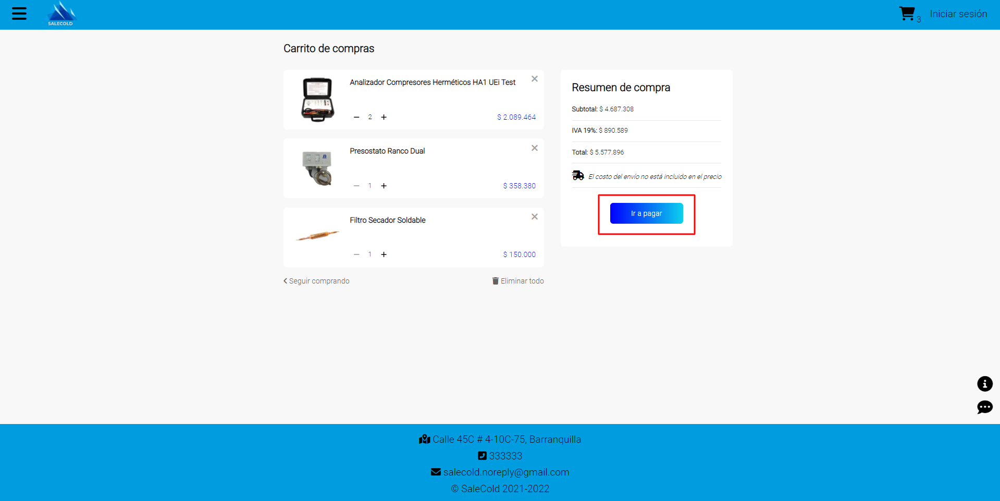 SALECOLD
3
Iniciar sesión
Carrito de compras
Analizador Compresores Herméticos HA1 UEi Test
2
$ 2.089.464
Presostato Ranco Dual
1
$ 358.380
Filtro Secador Soldable
1
$ 150.000
Seguir comprando
Eliminar todo
Resumen de compra
Subtotal: $ 4.687.308
IVA 19%: $ 890.589
Total: $ 5.577.896
El costo del envío no está incluido en el precio
Ir a pagar
Calle 45C # 4-10C-75, Barranquilla
333333
salecold.noreply@gmail.com
© SaleCold 2021-2022